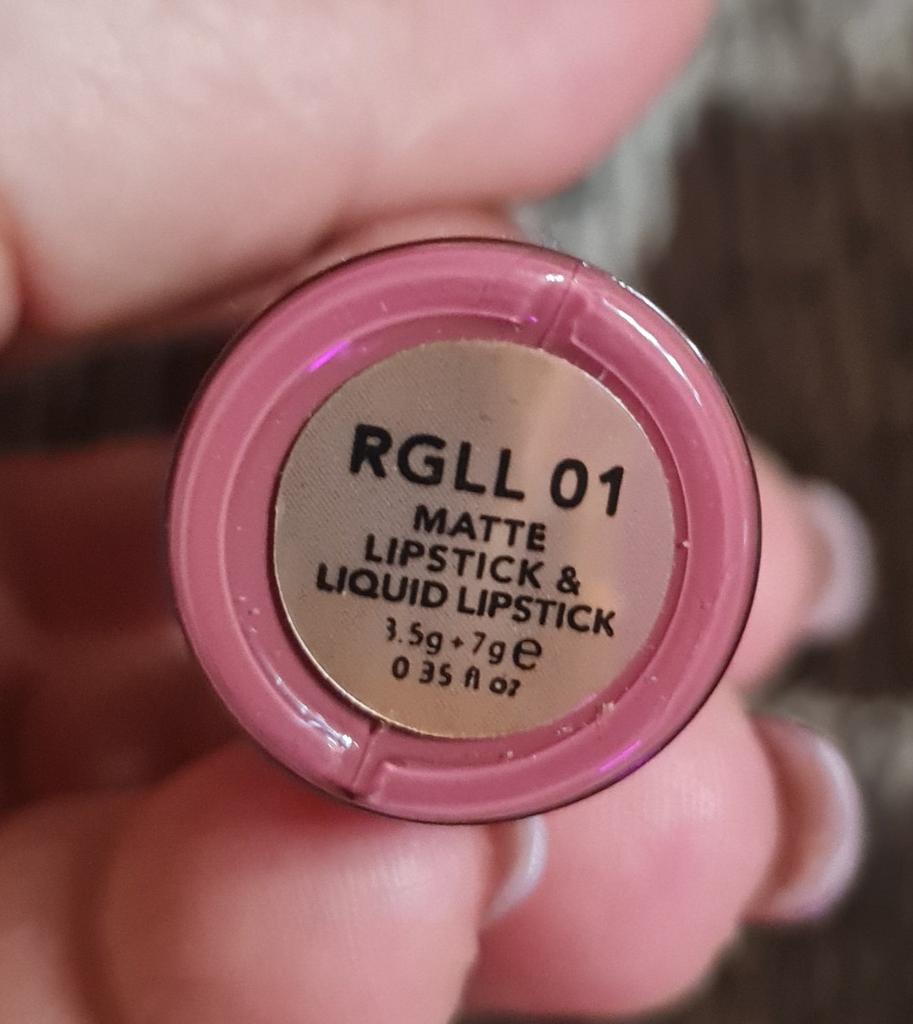 RGLL 01
MATTE
LIPSTICK &
LIQUID LIPSTICK
3.5g + 7g e
0 35 fl oz